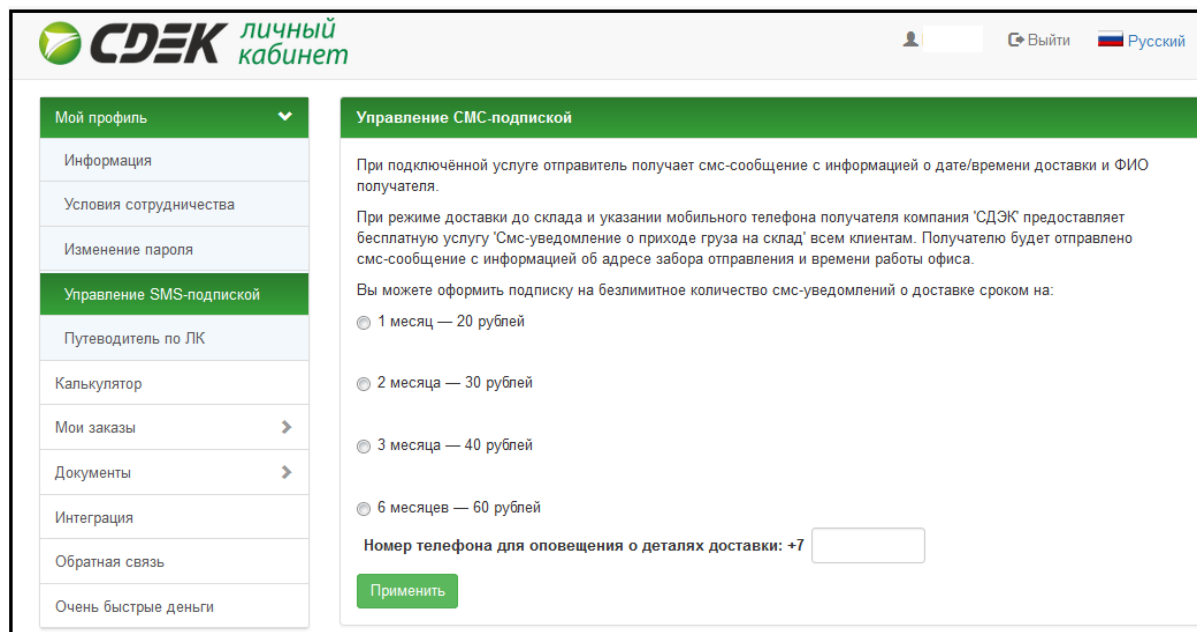 CDEK личный
кабинет
Выйти
Русский
Мой профиль
Информация
Условия сотрудничества
Изменение пароля
Управление SMS-подпиской
Путеводитель по ЛК
Калькулятор
Мои заказы
Документы
Интеграция
Обратная связь
Очень быстрые деньги
Управление СМС-подпиской
При подключённой услуге отправитель получает смс-сообщение с информацией о дате/времени доставки и ФИО
получателя.
При режиме доставки до склада и указании мобильного телефона получателя компания 'СДЭК' предоставляет
бесплатную услугу 'Смс-уведомление о приходе груза на склад' всем клиентам. Получателю будет отправлено
смс-сообщение с информацией об адресе забора отправления и времени работы офиса.
Вы можете оформить подписку на безлимитное количество смс-уведомлений о доставке сроком на:
1 месяц — 20 рублей
2 месяца — 30 рублей
3 месяца — 40 рублей
6 месяцев — 60 рублей
Номер телефона для оповещения о деталях доставки: +7
Применить